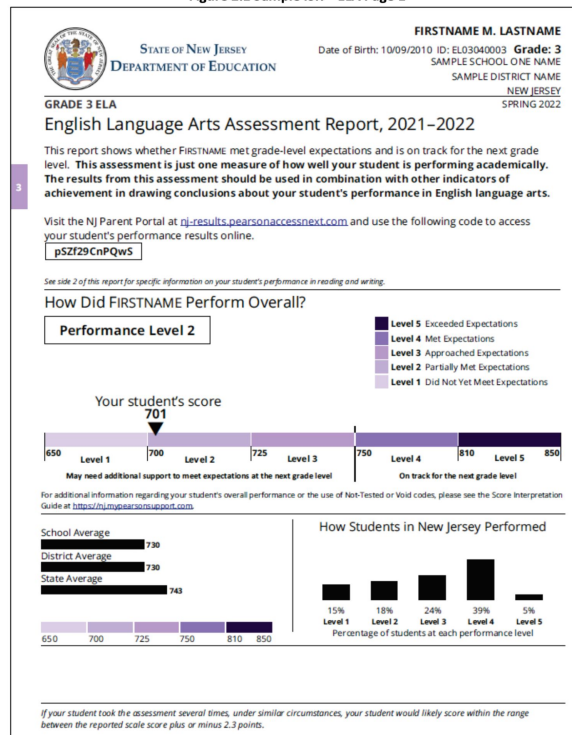 FIRSTNAME M. LASTNAME
STATE OF NEW JERSEY
DEPARTMENT OF EDUCATION
Date of Birth: 10/09/2010 ID: EL03040003 Grade: 3
SAMPLE SCHOOL ONE NAME
SAMPLE DISTRICT NAME
NEW JERSEY
GRADE 3 ELA
SPRING 2022
English Language Arts Assessment Report, 2021–2022
This report shows whether FIRSTNAME met grade-level expectations and is on track for the next grade
level. This assessment is just one measure of how well your student is performing academically.
The results from this assessment should be used in combination with other indicators of
achievement in drawing conclusions about your student's performance in English language arts.
3
Visit the NJ Parent Portal at nj-results.pearsonaccessnext.com and use the following code to access
your student's performance results online.
pSZf29CnPQwS
See side 2 of this report for specific information on your student's performance in reading and writing.
How Did FIRSTNAME Perform Overall?
Performance Level 2
Level 5 Exceeded Expectations
Level 4 Met Expectations
Level 3 Approached Expectations
Level 2 Partially Met Expectations
Level 1 Did Not Yet Meet Expectations
Your student's score
701
650 Level 1 700 Level 2 725 Level 3 750 Level 4 810 Level 5 850
May need additional support to meet expectations at the next grade level On track for the next grade level
For additional information regarding your student's overall performance or the use of Not-Tested or Void codes, please see the Score Interpretation
Guide at https://nj.mypearsonsupport.com.
School Average
730
District Average
730
State Average
743
650 700 725 750 810 850
How Students in New Jersey Performed
15% 18% 24% 39% 5%
Level 1 Level 2 Level 3 Level 4 Level 5
Percentage of students at each performance level
If your student took the assessment several times, under similar circumstances, your student would likely score within the range
between the reported scale score plus or minus 2.3 points.